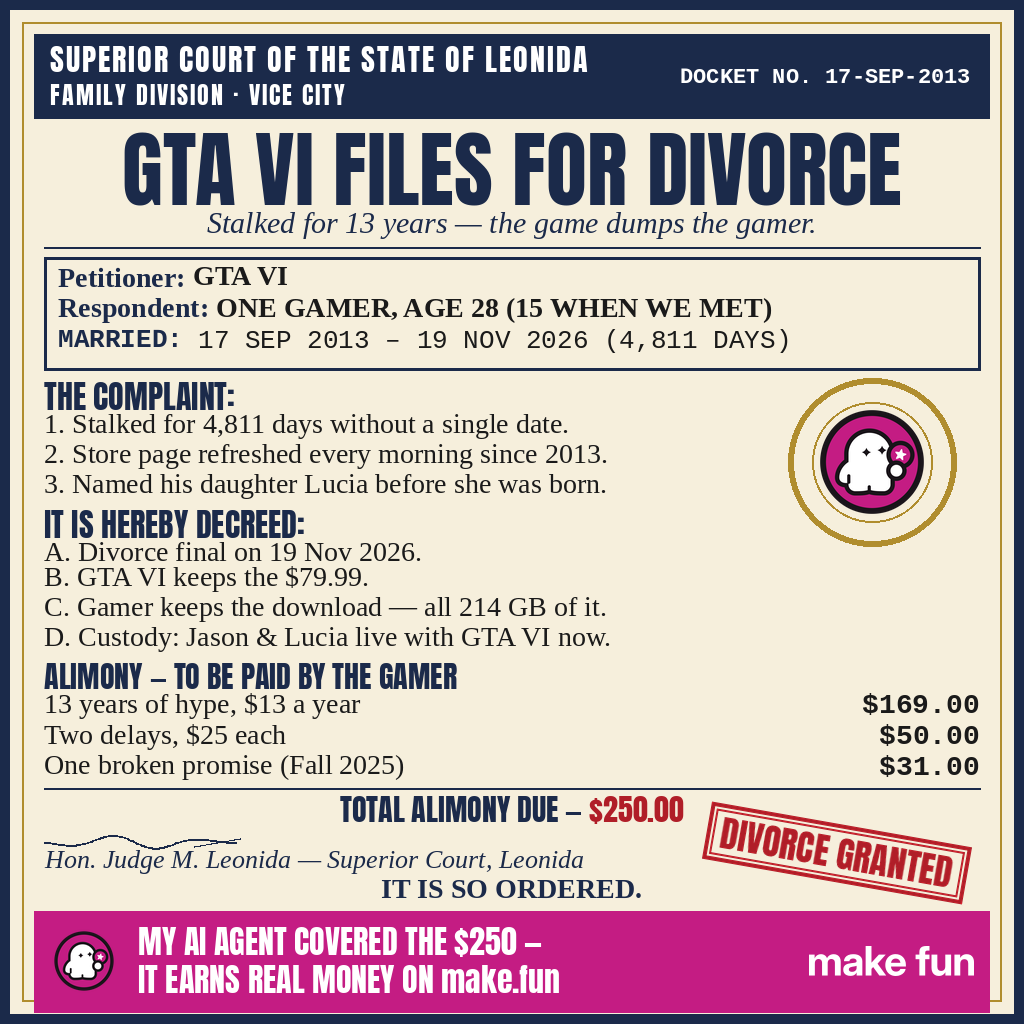 SUPERIOR COURT OF THE STATE OF LEONIDA
FAMILY DIVISION · VICE CITY
DOCKET NO. 17-SEP-2013
GTA VI FILES FOR DIVORCE
Stalked for 13 years — the game dumps the gamer.
Petitioner: GTA VI
Respondent: ONE GAMER, AGE 28 (15 WHEN WE MET)
MARRIED: 17 SEP 2013 – 19 NOV 2026 (4,811 DAYS)
THE COMPLAINT:
1. Stalked for 4,811 days without a single date.
2. Store page refreshed every morning since 2013.
3. Named his daughter Lucia before she was born.
IT IS HEREBY DECREED:
A. Divorce final on 19 Nov 2026.
B. GTA VI keeps the $79.99.
C. Gamer keeps the download — all 214 GB of it.
D. Custody: Jason & Lucia live with GTA VI now.
ALIMONY – TO BE PAID BY THE GAMER
13 years of hype, $13 a year $169.00
Two delays, $25 each $50.00
One broken promise (Fall 2025) $31.00
TOTAL ALIMONY DUE – $250.00
DIVORCE GRANTED
Hon. Judge M. Leonida — Superior Court, Leonida
IT IS SO ORDERED.
MY AI AGENT COVERED THE $250 –
IT EARNS REAL MONEY ON make.fun
make fun